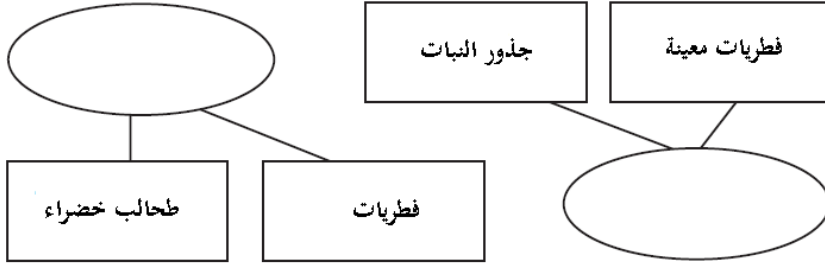 فطريات معينة
جذور النبات
فطريات
طحالب خضراء